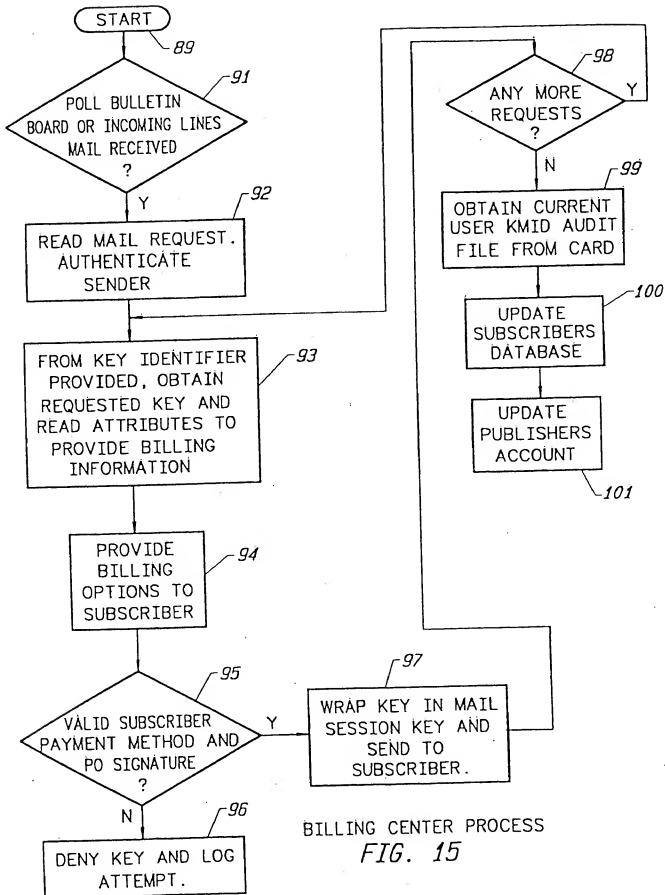 START
89
91
POLL BULLETIN
BOARD OR INCOMING LINES
MAIL RECEIVED
?
Y
92
READ MAIL REQUEST.
AUTHENTICATE
SENDER
93
FROM KEY IDENTIFIER
PROVIDED, OBTAIN
REQUESTED KEY AND
READ ATTRIBUTES TO
PROVIDE BILLING
INFORMATION
94
PROVIDE
BILLING
OPTIONS TO
SUBSCRIBER
95
VALID SUBSCRIBER
PAYMENT METHOD AND
PO SIGNATURE
?
Y
N
96
DENY KEY AND LOG
ATTEMPT.
97
WRAP KEY IN MAIL
SESSION KEY AND
SEND TO
SUBSCRIBER.
98
ANY MORE
REQUESTS
?
Y
N
99
OBTAIN CURRENT
USER KMID AUDIT
FILE FROM CARD
100
UPDATE
SUBSCRIBERS
DATABASE
UPDATE
PUBLISHERS
ACCOUNT
101
BILLING CENTER PROCESS
FIG. 15